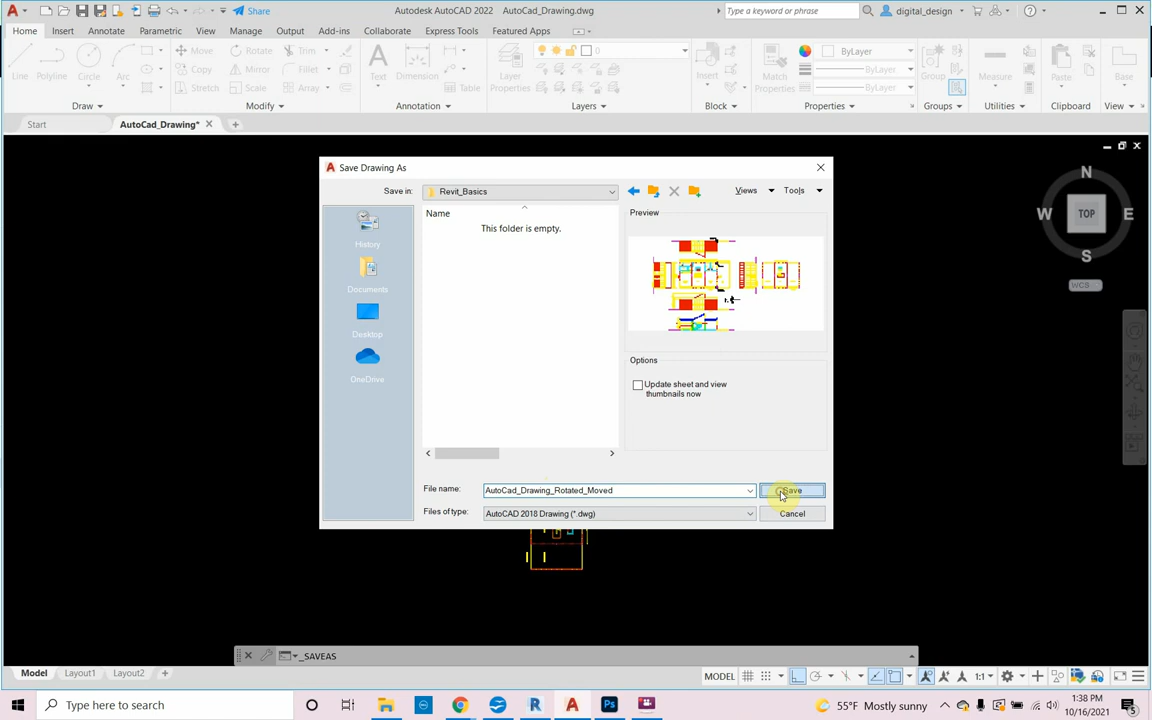 Share
Autodesk AutoCAD 2022 AutoCad_Drawing.dwg
Type a keyword or phrase
digital_design
Home Insert Annotate Parametric View Manage Output Add-ins Collaborate Express Tools Featured Apps
Line Polyline Circle Arc
Move Rotate Trim
Copy Mirror Fillet
Stretch Scale Array
Text Dimension Table
Layer Properties
0
Insert
Match Properties
ByLayer
ByLayer
ByLayer
Group
Measure
Paste
Base
Draw Modify Annotation Layers Block Properties Groups Utilities Clipboard View
Start AutoCad_Drawing*
Save Drawing As
Save in: Revit_Basics
Views Tools
Name
This folder is empty.
Preview
History
Documents
Desktop
OneDrive
Options
Update sheet and view
thumbnails now
File name: AutoCad_Drawing_Rotated_Moved Save
Files of type: AutoCAD 2018 Drawing (*.dwg) Cancel
N
W TOP E
S
WCS
_SAVEAS
Model Layout1 Layout2
MODEL 1:1
Type here to search
55°F Mostly sunny
1:38 PM
10/16/2021
5